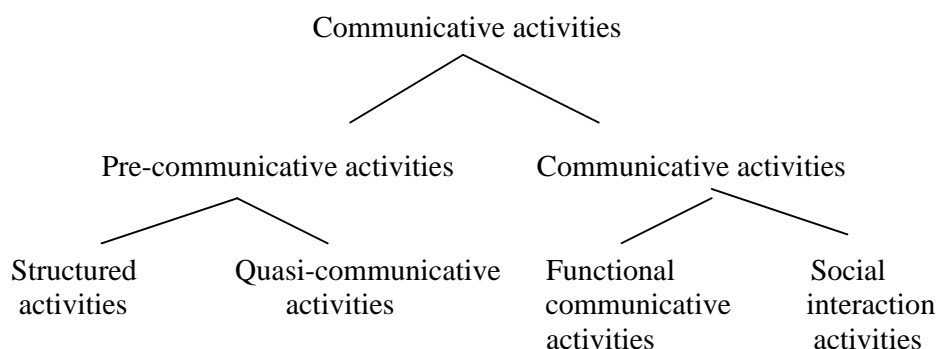 Communicative activities
Pre-communicative activities
Communicative activities
Structured
activities
Quasi-communicative
activities
Functional
communicative
activities
Social
interaction
activities